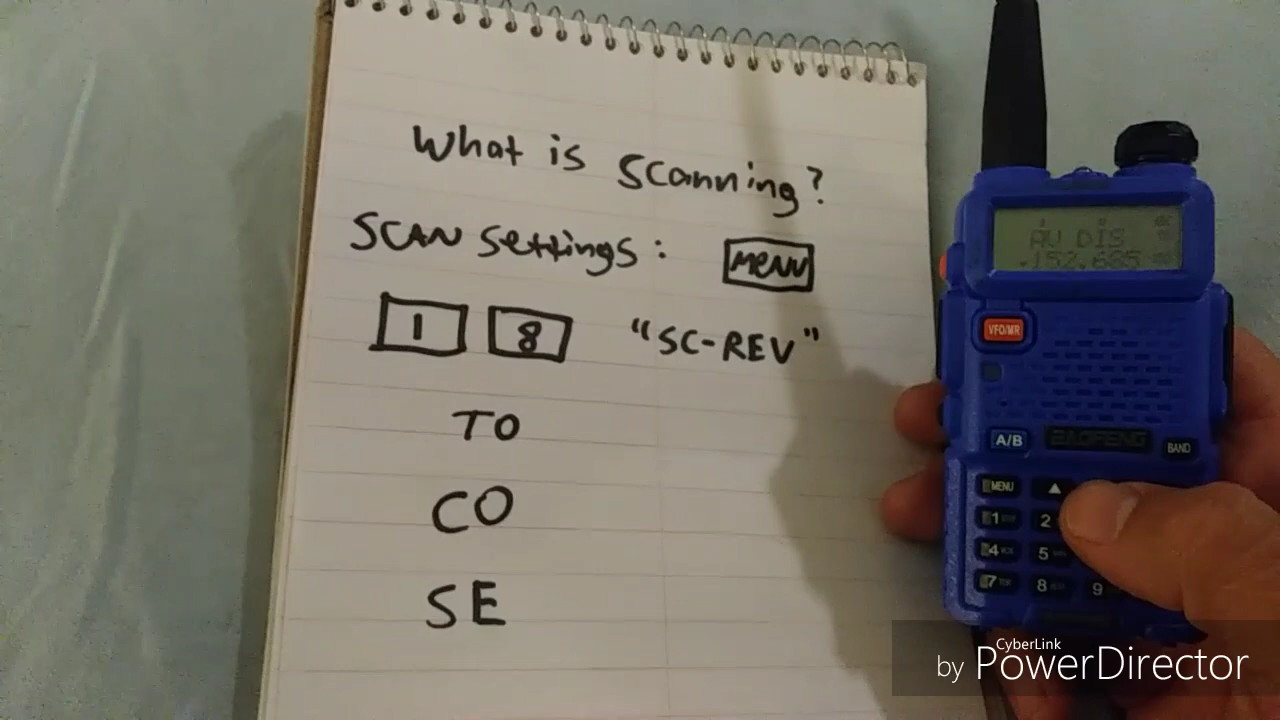 What is Scanning?
SCAN Settings: MENU
1 8 "SC-REV"
TO
CO
SE
VFO/MR
A/B
BAOFENG
BAND
MENU ▲
1 2
4 5
7 8 9
CyberLink
by PowerDirector